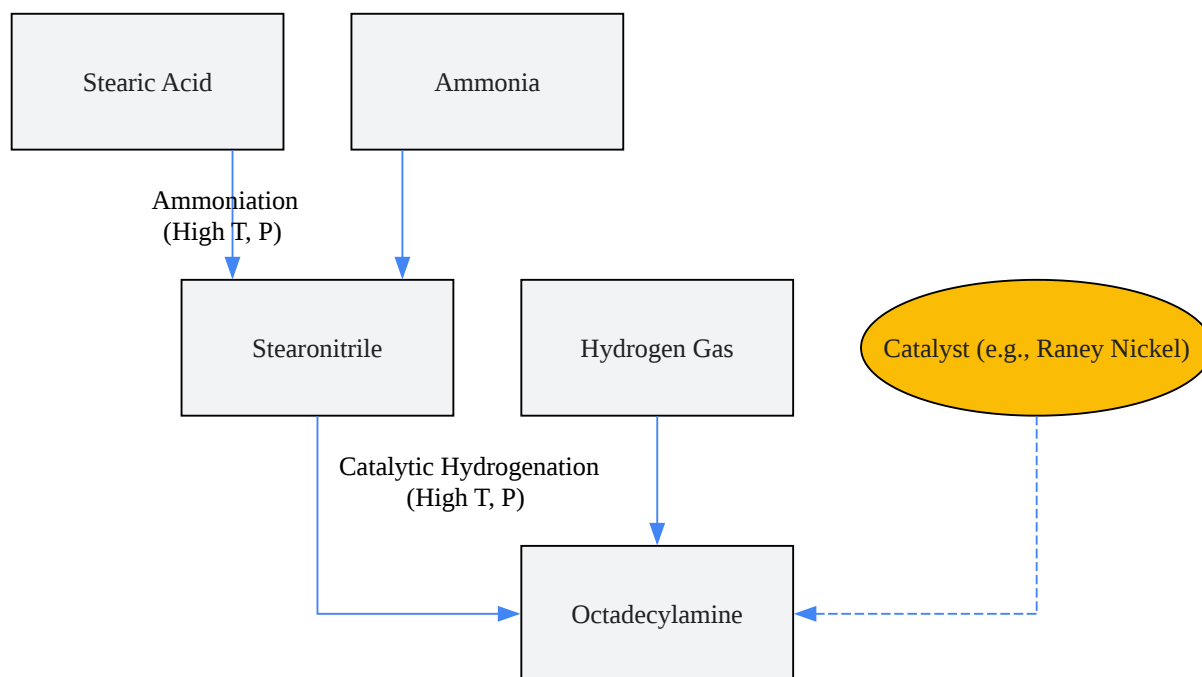 Stearic Acid
Ammonia
Ammoniation
(High T, P)
Stearonitrile
Hydrogen Gas
Catalyst (e.g., Raney Nickel)
Catalytic Hydrogenation
(High T, P)
Octadecylamine